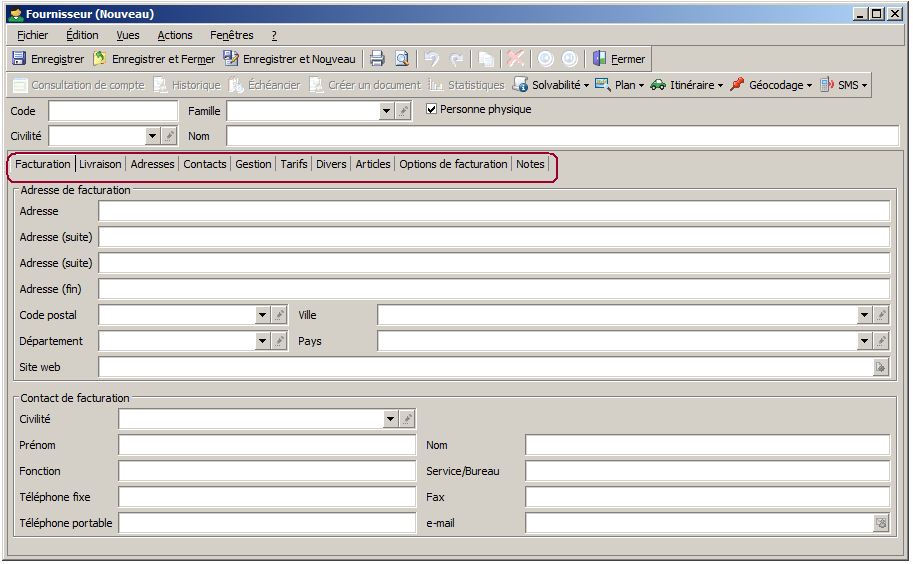 Fournisseur (Nouveau)
Fichier Édition Vues Actions Fenêtres ?
Enregistrer Enregistrer et Fermer Enregistrer et Nouveau Fermer
Consultation de compte Historique Échéancier Créer un document Statistiques Solvabilité Plan Itinéraire Géocodage SMS
Code Famille Personne physique
Civilité Nom
Facturation Livraison Adresses Contacts Gestion Tarifs Divers Articles Options de facturation Notes
Adresse de facturation
Adresse
Adresse (suite)
Adresse (suite)
Adresse (fin)
Code postal Ville
Département Pays
Site web
Contact de facturation
Civilité
Prénom Nom
Fonction Service/Bureau
Téléphone fixe Fax
Téléphone portable e-mail